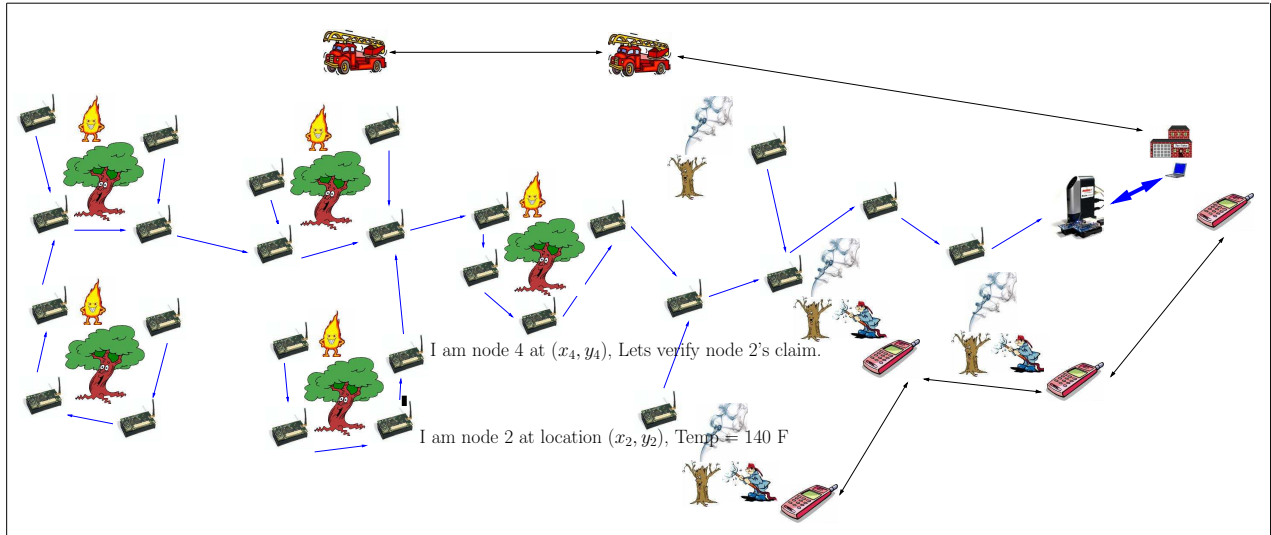 I am node 4 at (x₄, y₄), Lets verify node 2's claim.
I am node 2 at location (x₂, y₂), Temp = 140 F